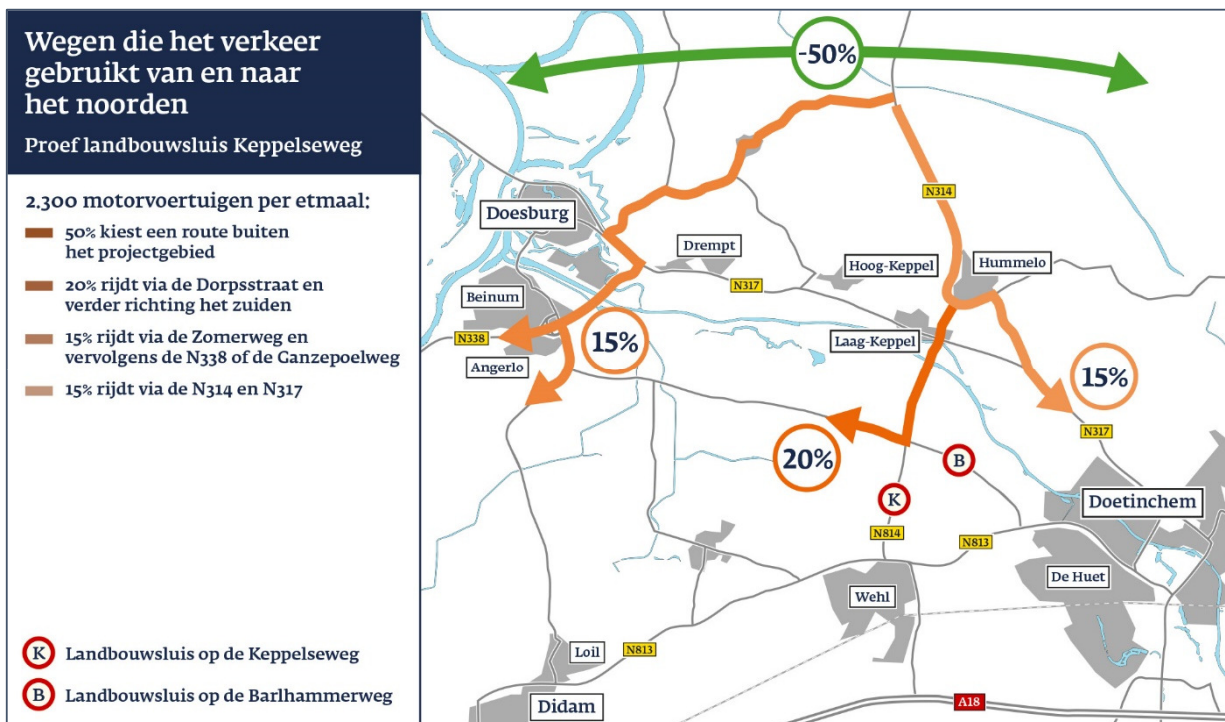 Wegen die het verkeer
gebruikt van en naar
het noorden
Proef landbouwsluis Keppelseweg
2.300 motorvoertuigen per etmaal:
50% kiest een route buiten
het projectgebied
20% rijdt via de Dorpsstraat en
verder richting het zuiden
15% rijdt via de Zomerweg en
vervolgens de N338 of de Ganzepoelweg
15% rijdt via de N314 en N317
K Landbouwsluis op de Keppelseweg
B Landbouwsluis op de Barlhammerweg
-50%
N314
Doesburg
Drempt
Hoog-Keppel
Hummelo
N317
Beinum
N338
15%
Laag-Keppel
Angerlo
15%
N317
20%
B
K
Doetinchem
N814
N813
De Huet
Wehl
Loil
N813
Didam
A18